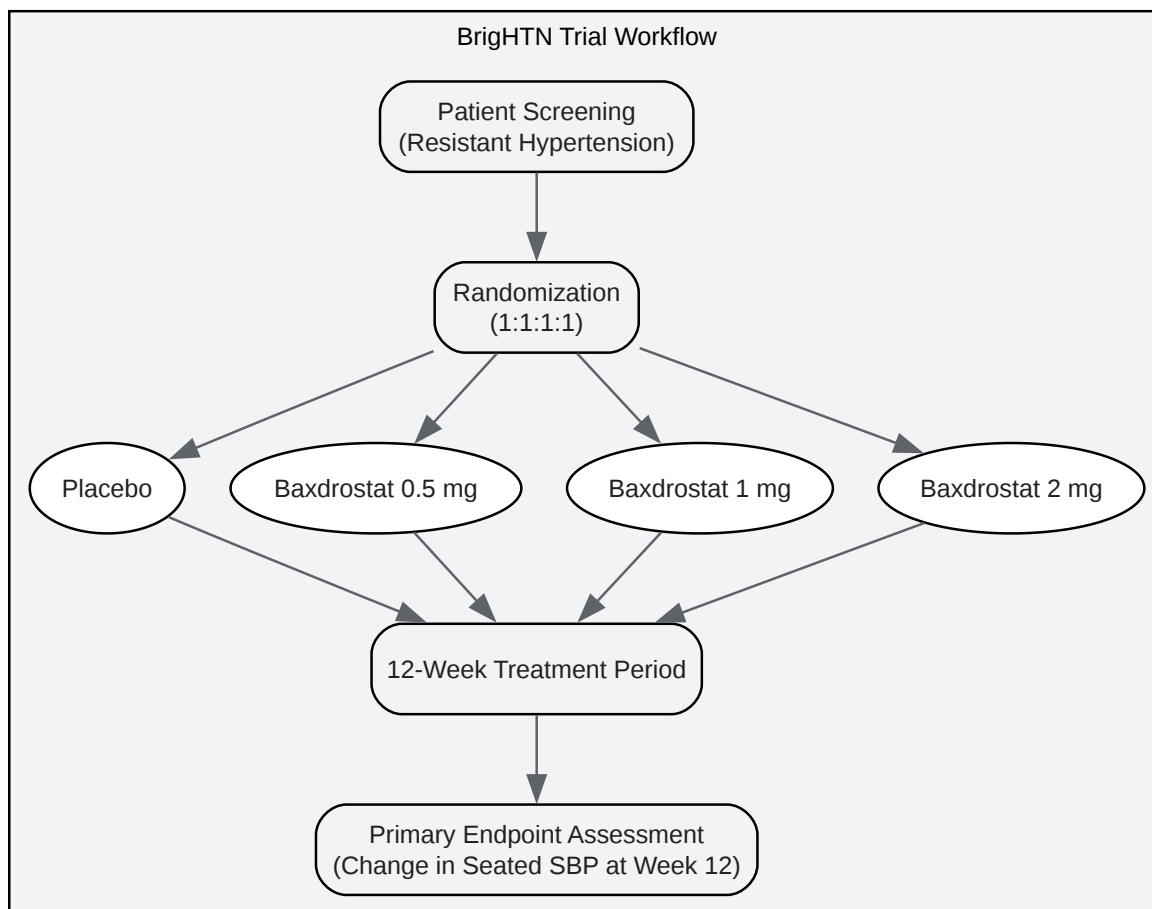 BrigHTN Trial Workflow
Patient Screening
(Resistant Hypertension)
Randomization
(1:1:1:1)
Placebo
Baxdrostat 0.5 mg
Baxdrostat 1 mg
Baxdrostat 2 mg
12-Week Treatment Period
Primary Endpoint Assessment
(Change in Seated SBP at Week 12)